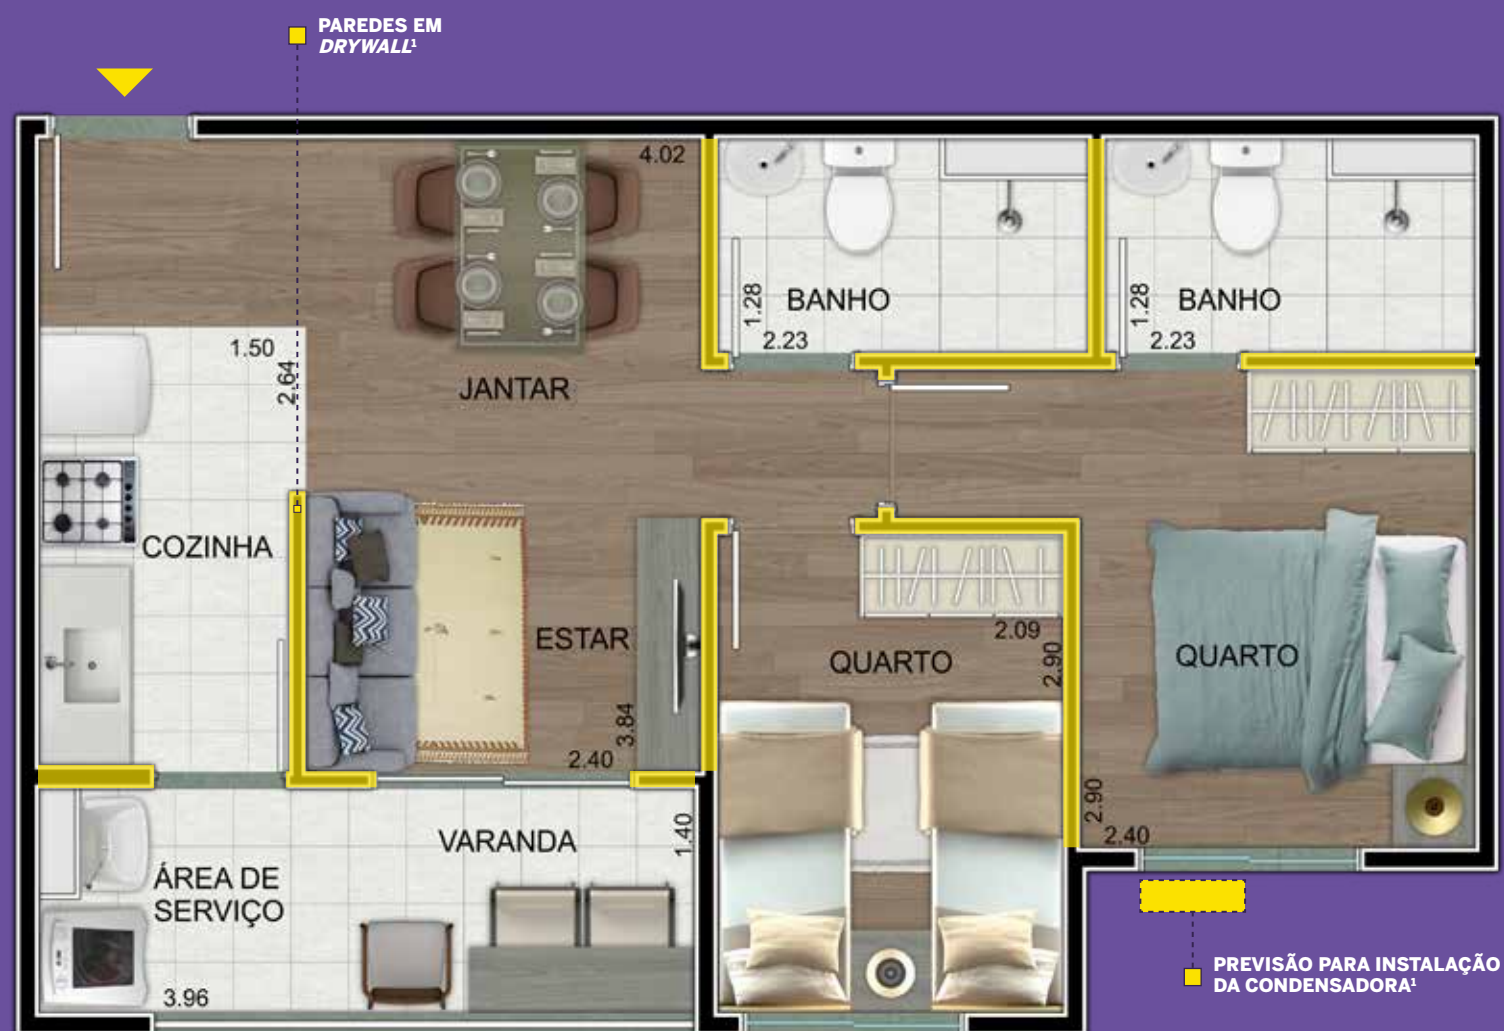 PAREDES EM
DRYWALL¹
4.02
1.28
BANHO
2.23
1.28
BANHO
2.23
1.50
2.64
JANTAR
COZINHA
ESTAR
3.84
2.40
2.09
QUARTO
2.90
QUARTO
2.90
2.40
VARANDA
1.40
ÁREA DE
SERVIÇO
3.96
PREVISÃO PARA INSTALAÇÃO
DA CONDENSADORA¹